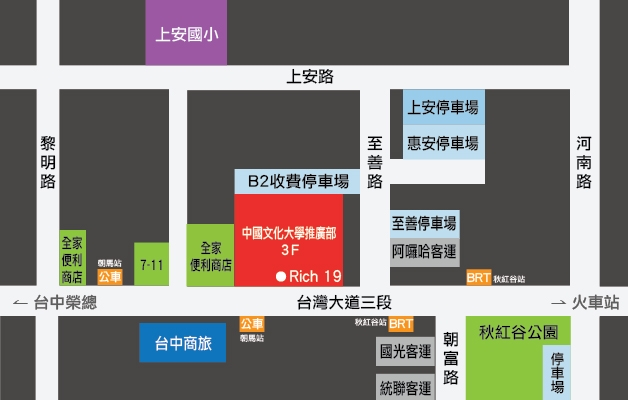 上安國小
上安路
黎明路
至善路
河南路
上安停車場
惠安停車場
B2收費停車場
中國文化大學推廣部
3F
Rich 19
至善停車場
阿囉哈客運
全家
便利
商店
朝馬站
公車
7-11
全家
便利商店
BRT 秋紅谷站
← 台中榮總
台灣大道三段
→ 火車站
台中商旅
公車
朝馬站
秋紅谷站 BRT
國光客運
統聯客運
朝富路
秋紅谷公園
停車場